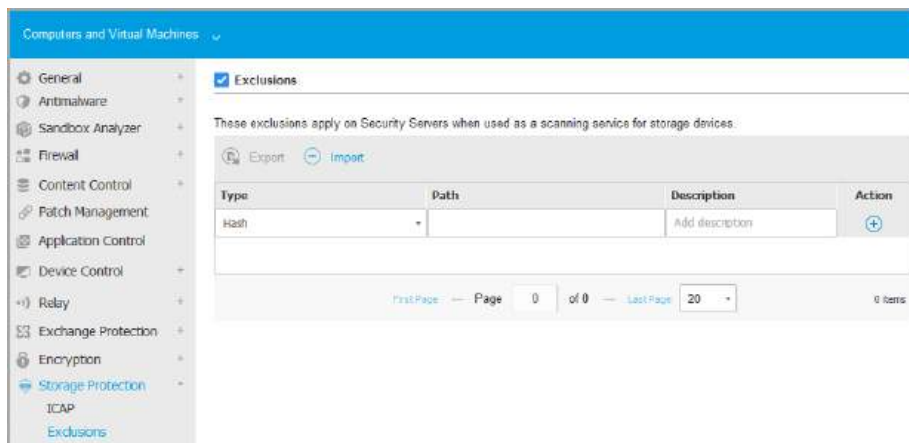 Computers and Virtual Machines
General
Antimalware
Sandbox Analyzer
Firewall
Content Control
Patch Management
Application Control
Device Control
Relay
Exchange Protection
Encryption
Storage Protection
ICAP
Exclusions
Exclusions
These exclusions apply on Security Servers when used as a scanning service for storage devices.
Export Import
Type Path Description Action
Hash Add description
First Page — Page 0 of 0 — Last Page 20 0 items